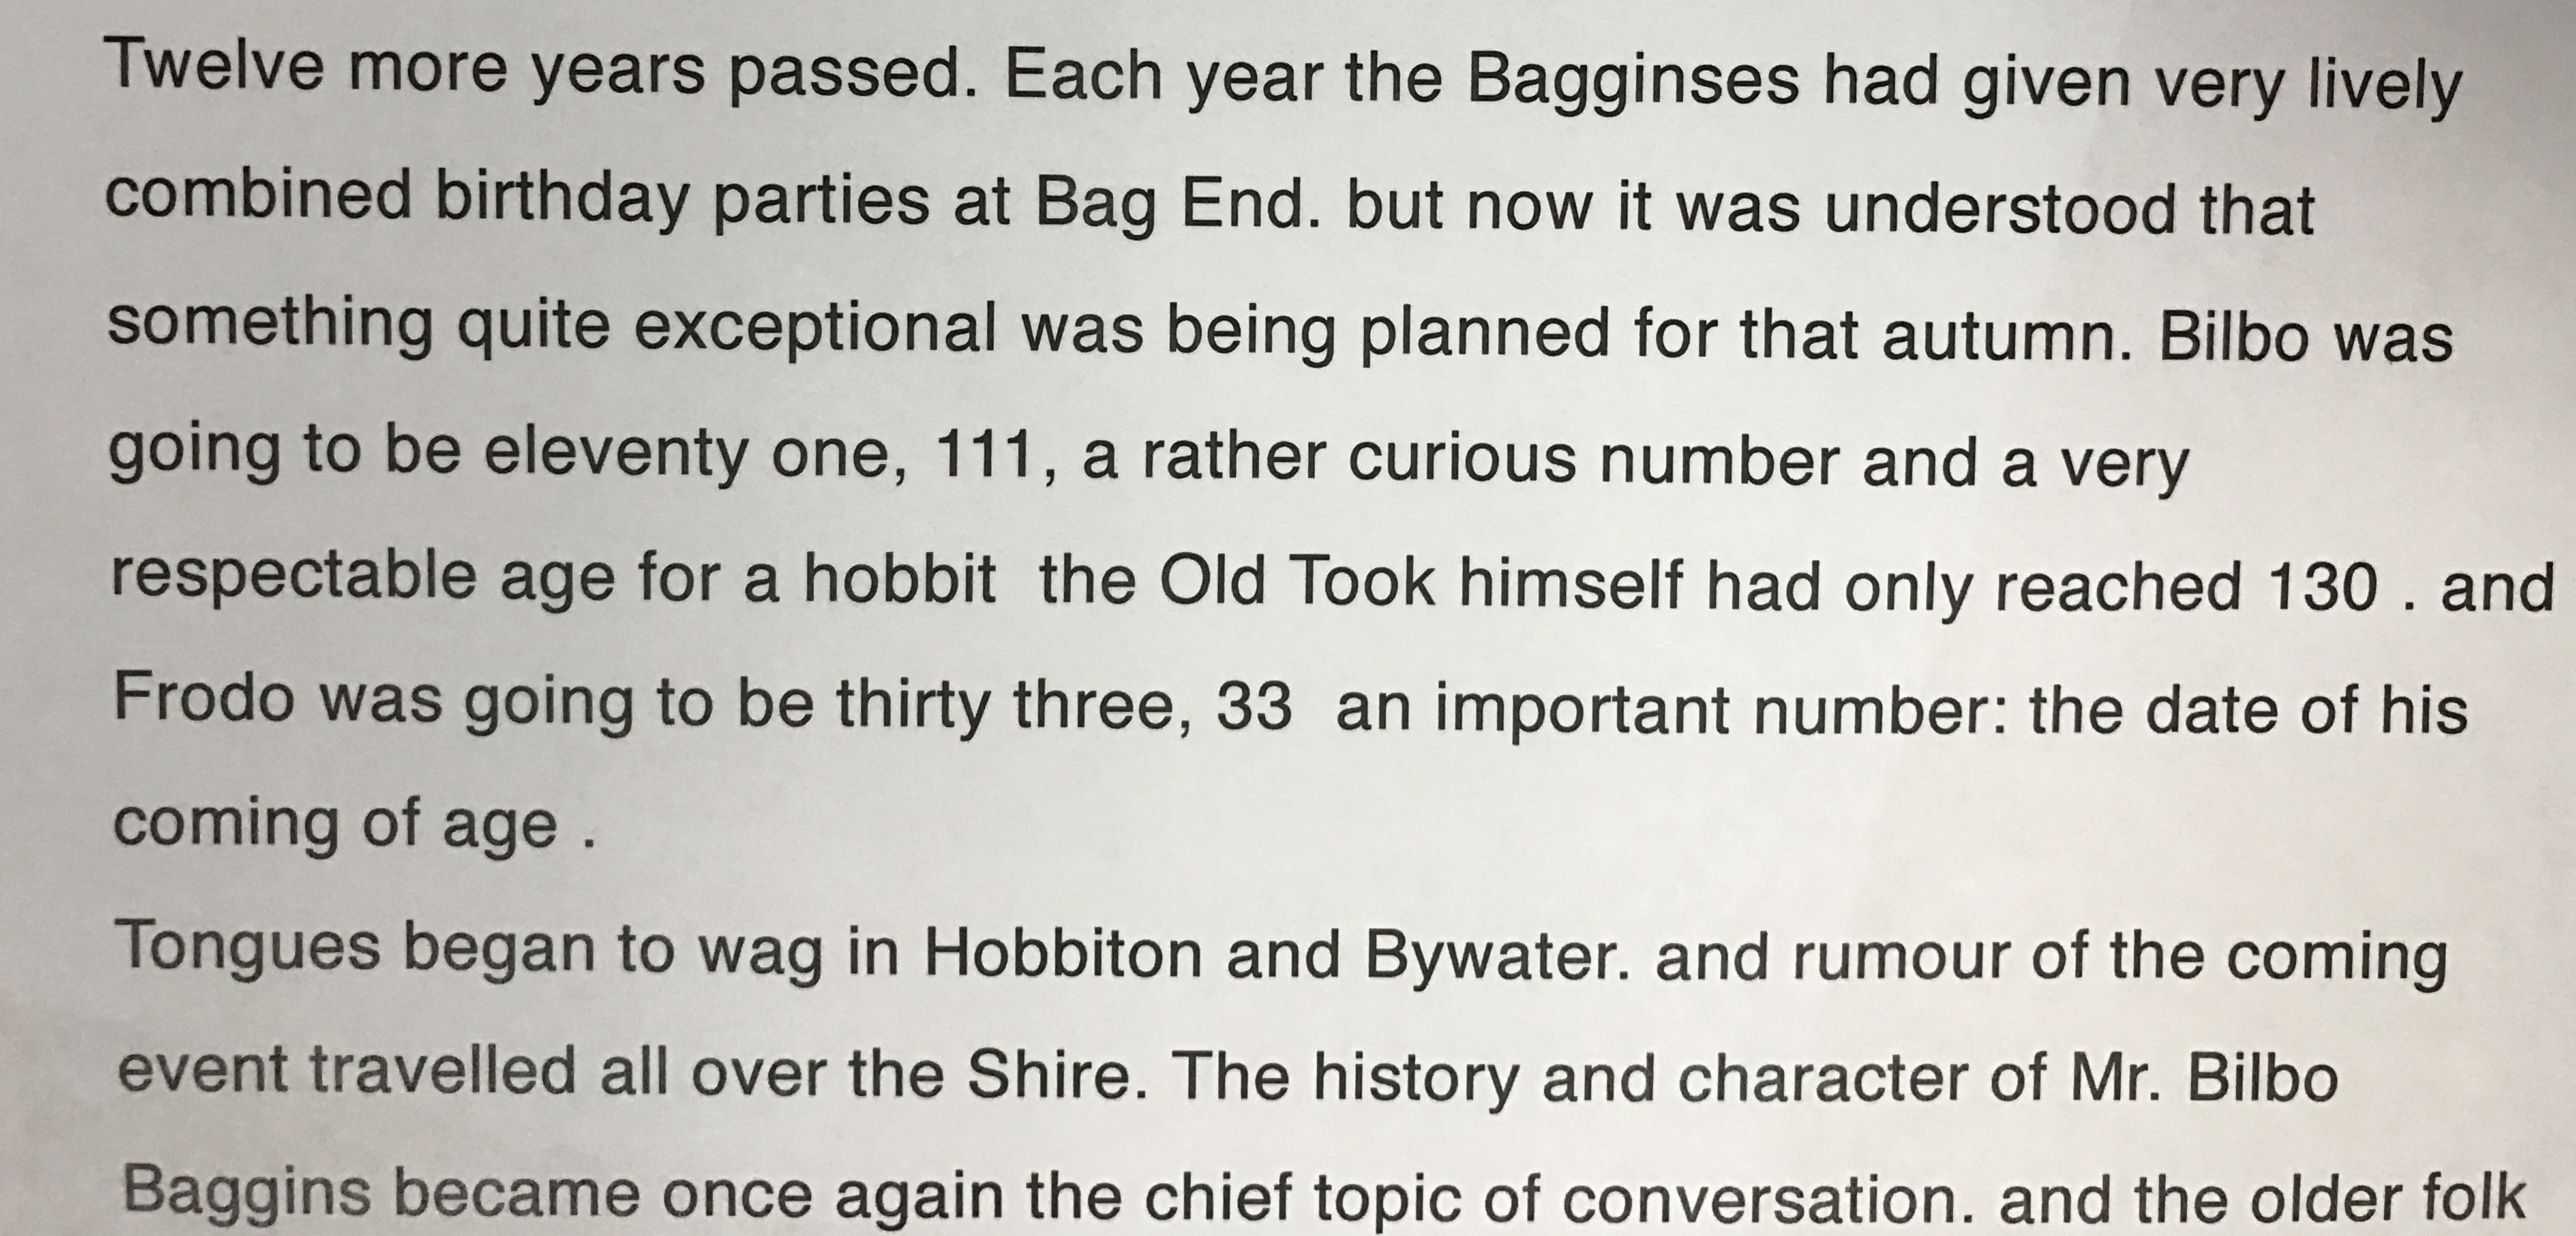 Twelve more years passed. Each year the Bagginses had given very lively
combined birthday parties at Bag End. but now it was understood that
something quite exceptional was being planned for that autumn. Bilbo was
going to be eleventy one, 111, a rather curious number and a very
respectable age for a hobbit  the Old Took himself had only reached 130 . and
Frodo was going to be thirty three, 33  an important number: the date of his
coming of age .
Tongues began to wag in Hobbiton and Bywater. and rumour of the coming
event travelled all over the Shire. The history and character of Mr. Bilbo
Baggins became once again the chief topic of conversation. and the older folk